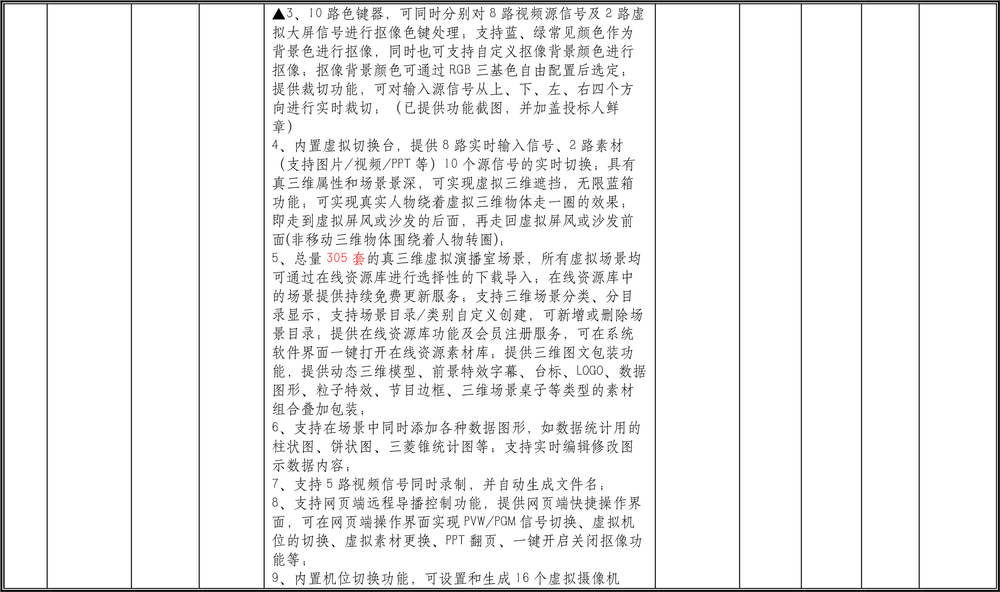 ▲3、10 路色键器，可同时分别对 8 路视频源信号及 2 路虚
拟大屏信号进行抠像色键处理；支持蓝、绿常见颜色作为
背景色进行抠像，同时也可支持自定义抠像背景颜色进行
抠像；抠像背景颜色可通过 RGB 三基色自由配置后选定；
提供裁切功能，可对输入源信号从上、下、左、右四个方
向进行实时裁切；（已提供功能截图，并加盖投标人鲜
章）
4、内置虚拟切换台，提供 8 路实时输入信号、2 路素材
（支持图片/视频/PPT 等）10 个源信号的实时切换；具有
真三维属性和场景景深，可实现虚拟三维遮挡，无限蓝箱
功能；可实现真实人物绕着虚拟三维物体走一圈的效果；
即走到虚拟屏风或沙发的后面，再走回虚拟屏风或沙发前
面(非移动三维物体围绕着人物转圈)；
5、总量 305 套的真三维虚拟演播室场景，所有虚拟场景均
可通过在线资源库进行选择性的下载导入；在线资源库中
的场景提供持续免费更新服务；支持三维场景分类、分目
录显示，支持场景目录/类别自定义创建，可新增或删除场
景目录；提供在线资源库功能及会员注册服务，可在系统
软件界面一键打开在线资源素材库；提供三维图文包装功
能，提供动态三维模型、前景特效字幕、台标、LOGO、数据
图形、粒子特效、节目边框、三维场景桌子等类型的素材
组合叠加包装；
6、支持在场景中同时添加各种数据图形，如数据统计用的
柱状图、饼状图、三菱锥统计图等；支持实时编辑修改图
示数据内容；
7、支持 5 路视频信号同时录制，并自动生成文件名；
8、支持网页端远程导播控制功能，提供网页端快捷操作界
面，可在网页端操作界面实现 PVW/PGM 信号切换、虚拟机
位的切换、虚拟素材更换、PPT 翻页、一键开启关闭抠像功
能等；
9、内置机位切换功能，可设置和生成 16 个虚拟摄像机